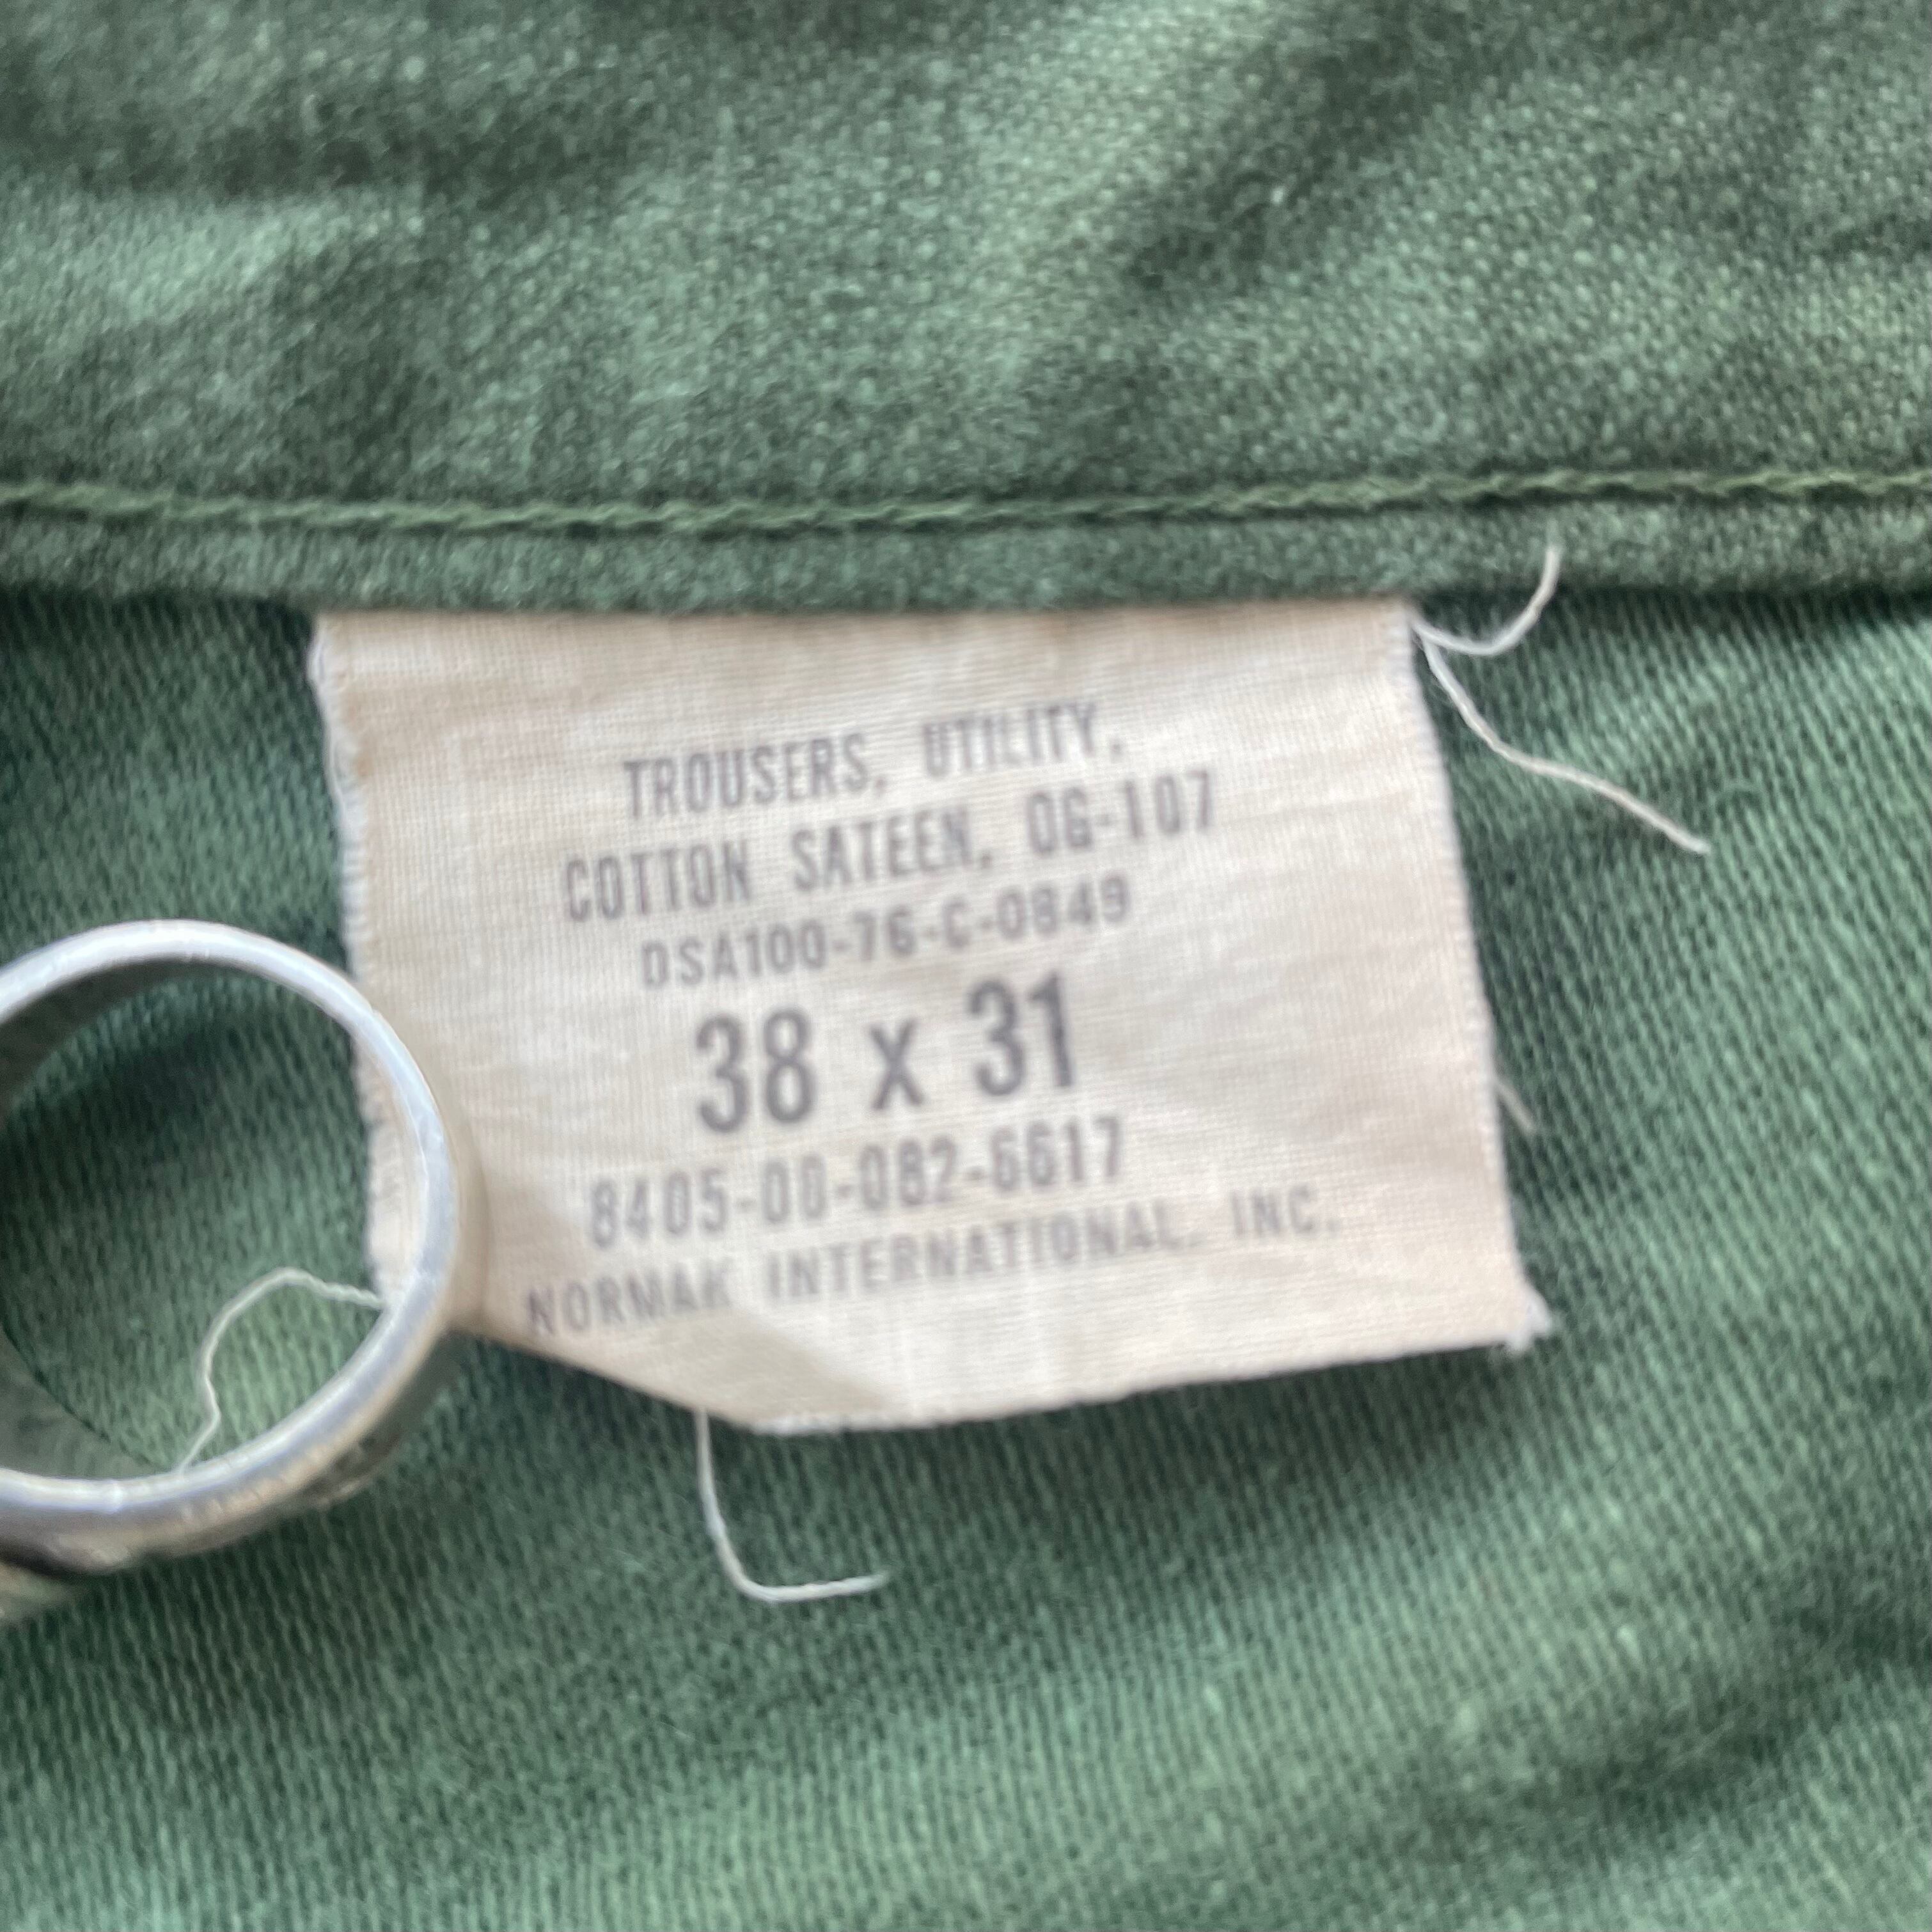 TROUSERS, UTILITY,
COTTON SATEEN, OG-107
DSA100-76-C-0849
38 x 31
8405-00-082-6617
NORMAK INTERNATIONAL, INC.